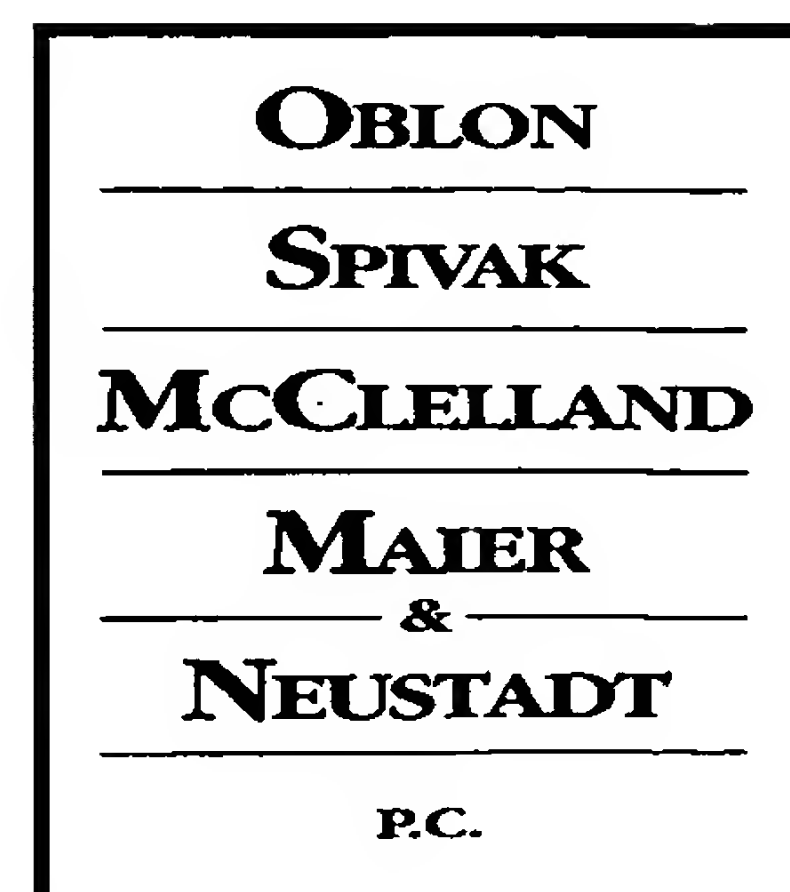 OBLON
SPIVAK
MCCLELLAND
MAIER
&
NEUSTADT
P.C.